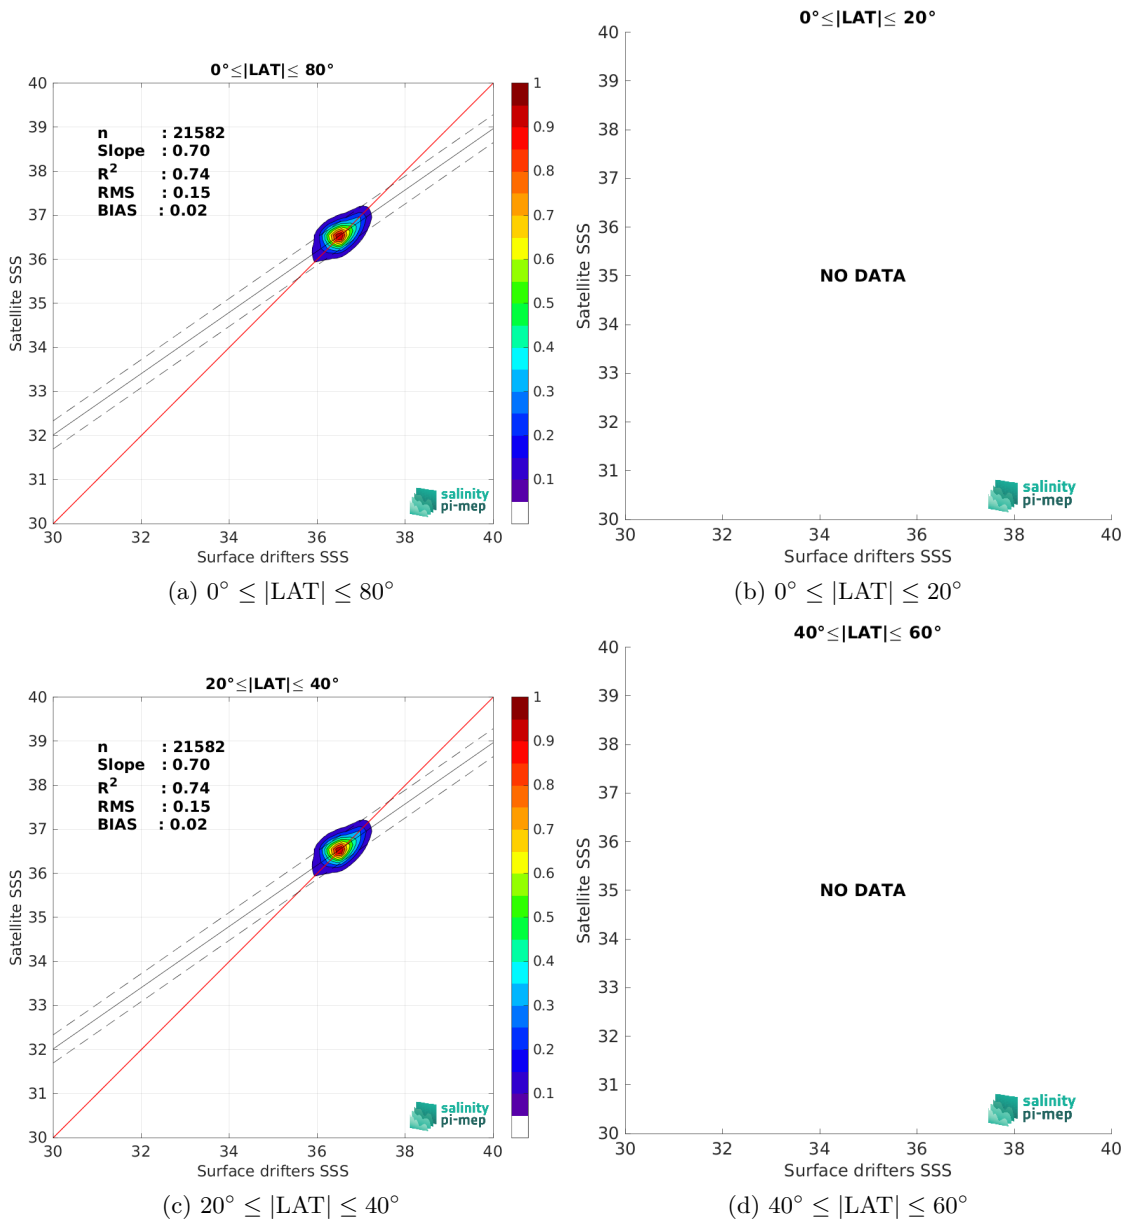 0°≤|LAT|≤ 80°
40
39
38
37
36
35
34
33
32
31
30
Satellite SSS
n : 21582
Slope : 0.70
R2 : 0.74
RMS : 0.15
BIAS : 0.02
salinity
pi-mep
30 32 34 36 38 40
Surface drifters SSS
1
0.9
0.8
0.7
0.6
0.5
0.4
0.3
0.2
0.1
(a) 0° ≤ |LAT| ≤ 80°
0°≤|LAT|≤ 20°
40
39
38
37
36
35
34
33
32
31
30
Satellite SSS
NO DATA
salinity
pi-mep
30 32 34 36 38 40
Surface drifters SSS
(b) 0° ≤ |LAT| ≤ 20°
20°≤|LAT|≤ 40°
40
39
38
37
36
35
34
33
32
31
30
Satellite SSS
n : 21582
Slope : 0.70
R2 : 0.74
RMS : 0.15
BIAS : 0.02
salinity
pi-mep
30 32 34 36 38 40
Surface drifters SSS
1
0.9
0.8
0.7
0.6
0.5
0.4
0.3
0.2
0.1
(c) 20° ≤ |LAT| ≤ 40°
40°≤|LAT|≤ 60°
40
39
38
37
36
35
34
33
32
31
30
Satellite SSS
NO DATA
salinity
pi-mep
30 32 34 36 38 40
Surface drifters SSS
(d) 40° ≤ |LAT| ≤ 60°